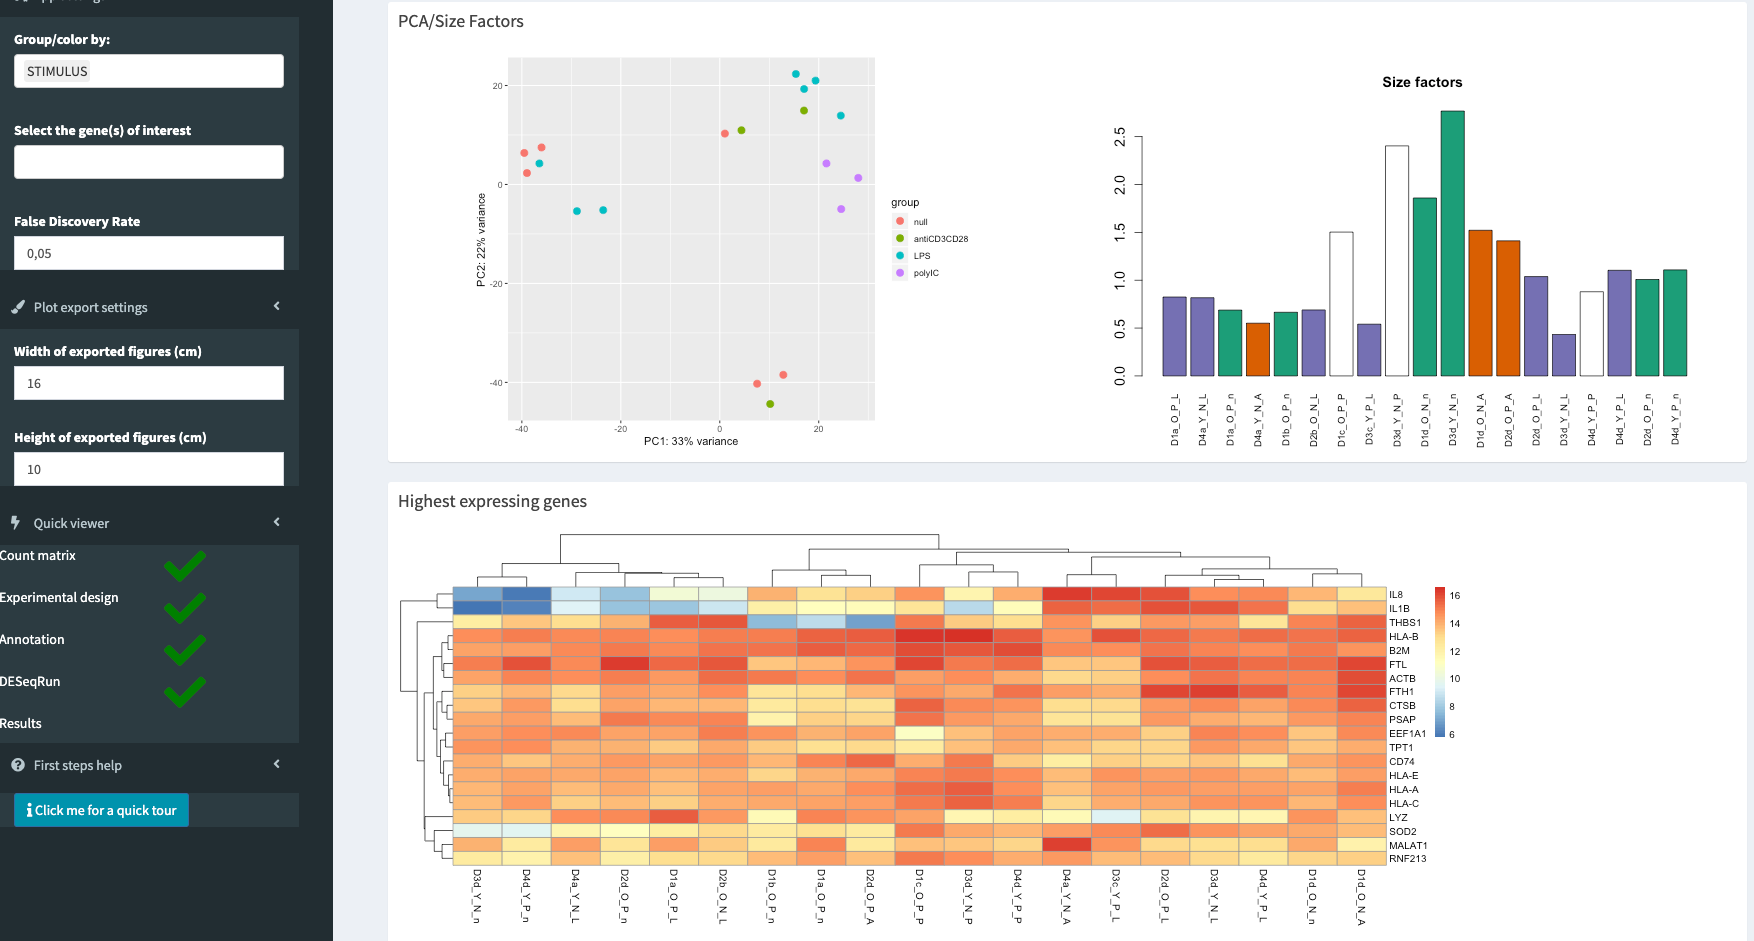 Group/color by:
STIMULUS
Select the gene(s) of interest
False Discovery Rate
0,05
Plot export settings
Width of exported figures (cm)
16
Height of exported figures (cm)
10
Quick viewer
Count matrix
Experimental design
Annotation
DESeqRun
Results
First steps help
Click me for a quick tour
PCA/Size Factors
20
0
-20
-40
-40 -20 0 20
PC2: 22% variance
PC1: 33% variance
group
null
antiCD3CD28
LPS
polyIC
Size factors
2.5
2.0
1.5
1.0
0.5
0.0
D1a_O_P_L
D4a_Y_N_L
D1a_O_P_n
D4a_Y_N_A
D1b_O_P_n
D2b_O_N_L
D1c_O_P_P
D3c_Y_P_L
D3d_Y_N_P
D1d_O_N_n
D3d_Y_N_n
D1d_O_N_A
D2d_O_P_A
D2d_O_P_L
D3d_Y_N_L
D4d_Y_P_P
D4d_Y_P_L
D2d_O_P_n
D4d_Y_P_n
Highest expressing genes
IL8
IL1B
THBS1
HLA-B
B2M
FTL
ACTB
FTH1
CTSB
PSAP
EEF1A1
TPT1
CD74
HLA-E
HLA-A
HLA-C
LYZ
SOD2
MALAT1
RNF213
16
14
12
10
8
6
D3d_Y_N_n
D4d_Y_P_n
D4a_Y_N_L
D2d_O_P_n
D1a_O_P_L
D2b_O_N_L
D1b_O_P_n
D1a_O_P_n
D2d_O_P_A
D1c_O_P_P
D3d_Y_N_P
D4d_Y_P_P
D4a_Y_N_A
D3c_Y_P_L
D2d_O_P_L
D3d_Y_N_L
D4d_Y_P_L
D1d_O_N_n
D1d_O_N_A